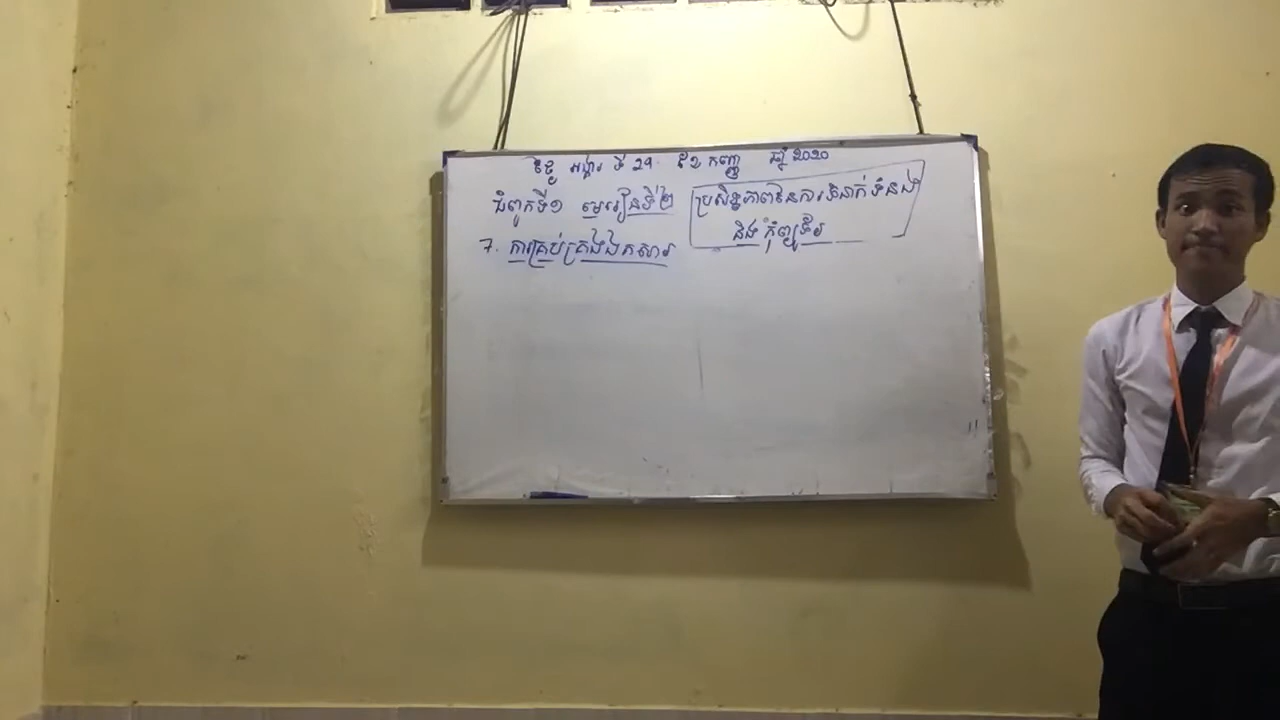 ថ្ងៃ អង្គារ ទី 29 ខែ កញ្ញា ឆ្នាំ ២០២០
ជំពូកទី១ មេរៀនទី២
ប្រសិទ្ធភាពនៃការទំនាក់ទំនង
និង កុំព្យូទ័រ
7. ការគ្រប់គ្រងឯកសារ